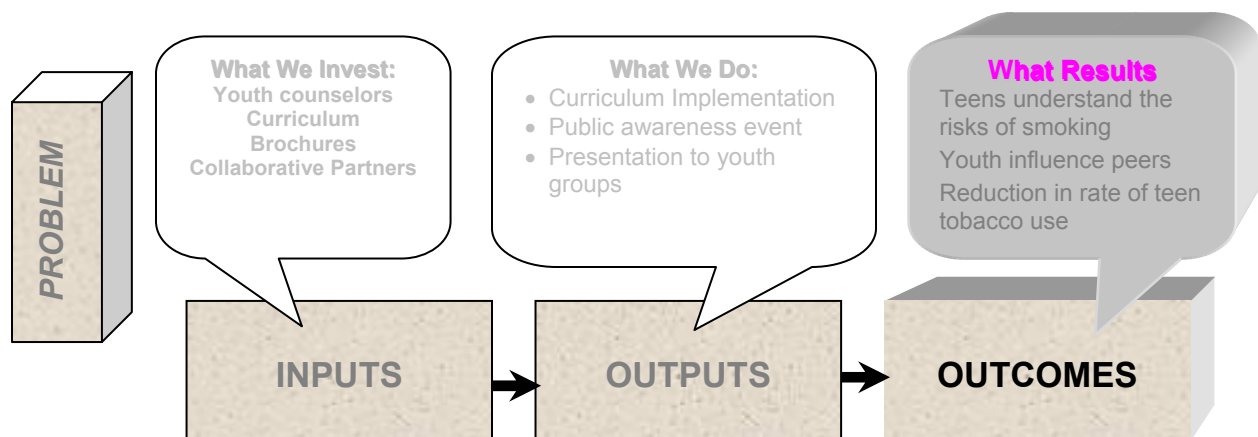 PROBLEM
What We Invest:
Youth counselors
Curriculum
Brochures
Collaborative Partners
INPUTS
What We Do:
• Curriculum Implementation
• Public awareness event
• Presentation to youth
groups
OUTPUTS
What Results
Teens understand the
risks of smoking
Youth influence peers
Reduction in rate of teen
tobacco use
OUTCOMES